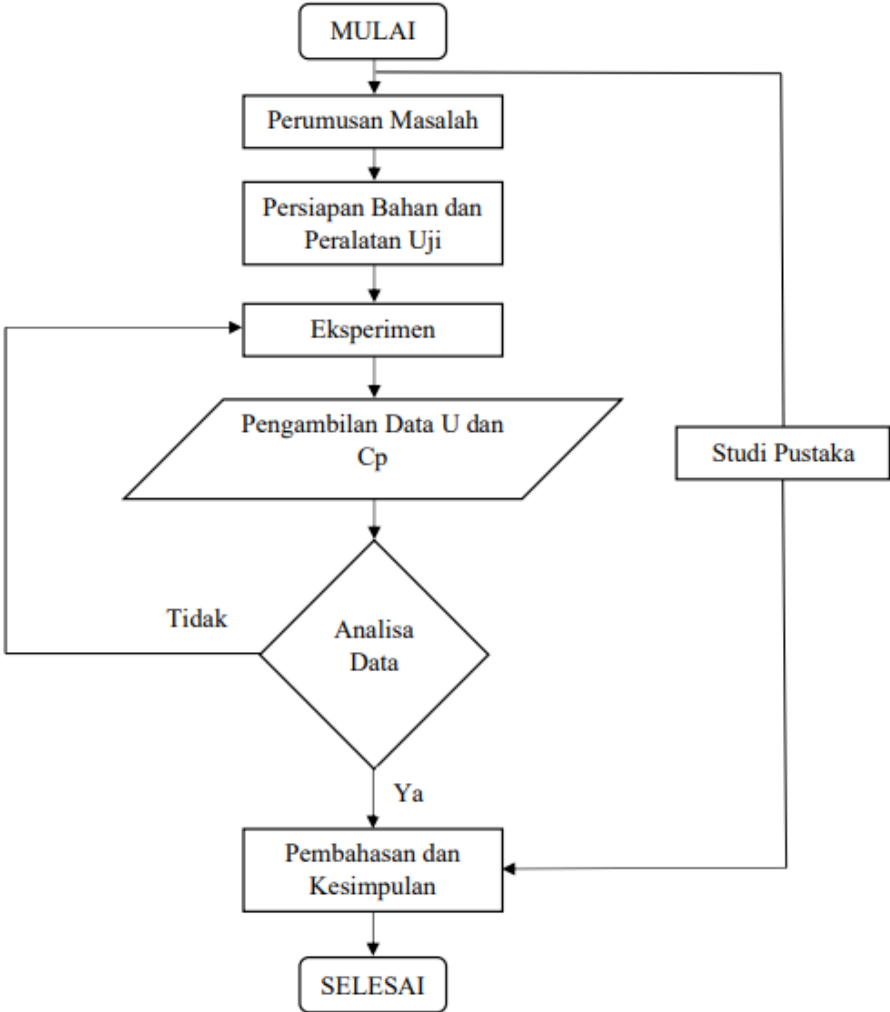 MULAI
Perumusan Masalah
Persiapan Bahan dan
Peralatan Uji
Eksperimen
Pengambilan Data U dan
Cp
Studi Pustaka
Tidak
Analisa
Data
Ya
Pembahasan dan
Kesimpulan
SELESAI